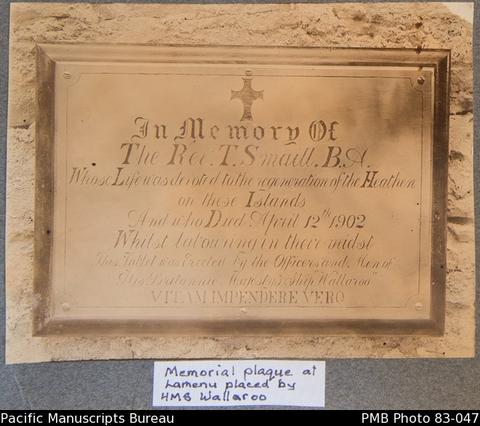 In Memory Of
The Rev. T. Smaill. B.A.
Whose Life was devoted to the regeneration of the Heathen
on these Islands
And who Died April 12th 1902
Whilst labouring in their midst
This Tablet was Erected by the Officers and Men of
His Britannic Majesty's Ship "Wallaroo"
VITAM IMPENDERE VERO
Memorial plaque at
Lamenu placed by
HMS Wallaroo
Pacific Manuscripts Bureau
PMB Photo 83-047